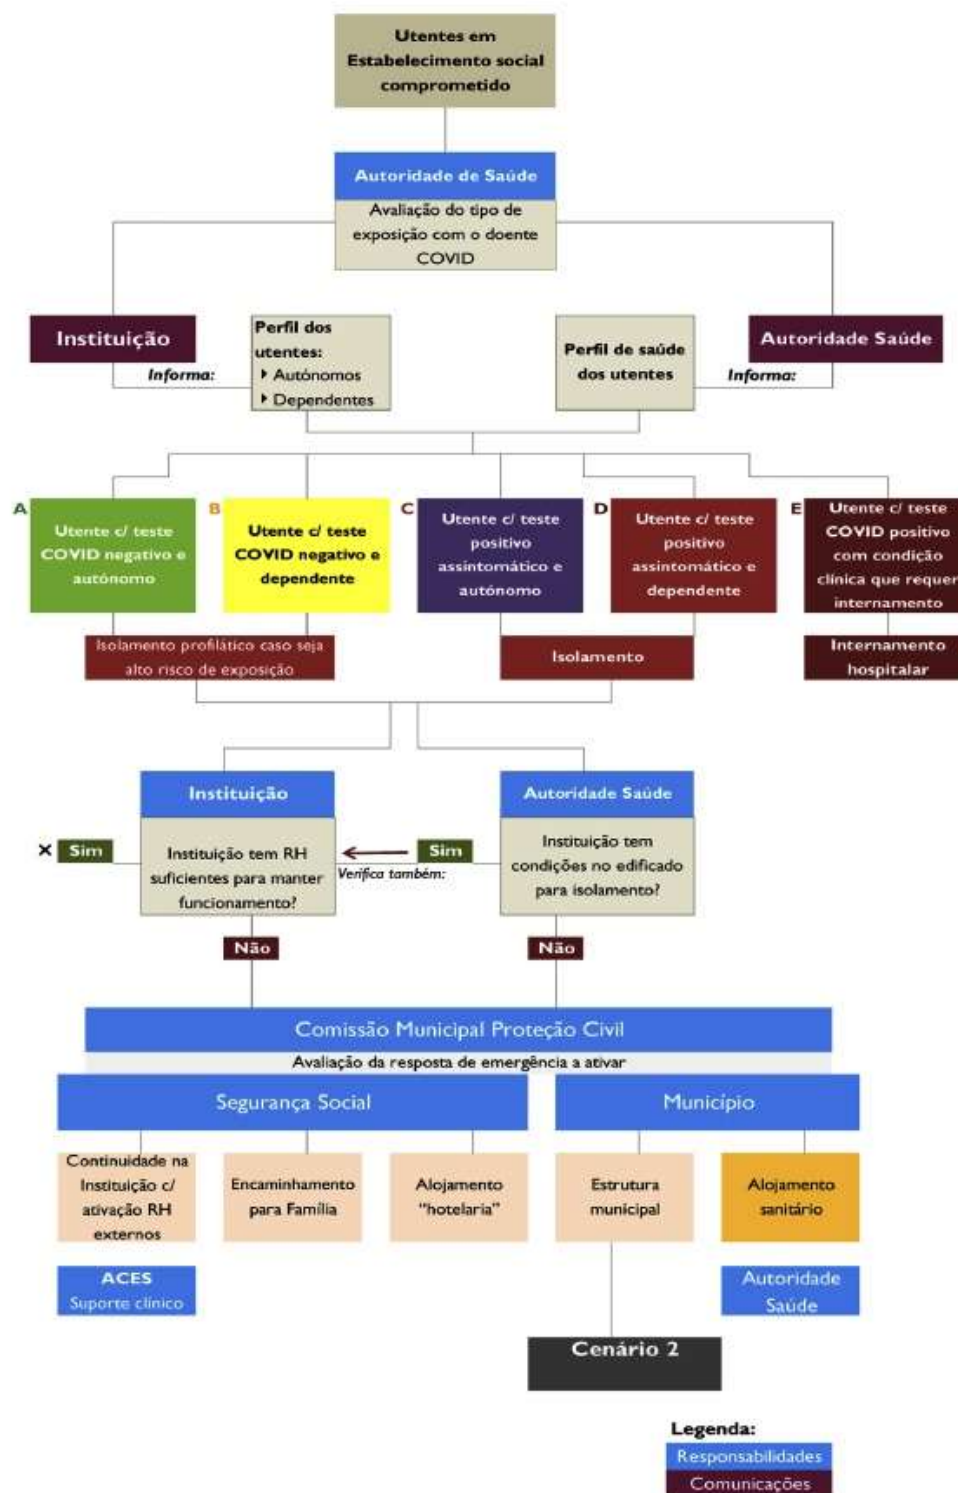 Utentes em
Estabelecimento social
comprometido
Autoridade de Saúde
Avaliação do tipo de
exposição com o doente
COVID
Instituição
Informa:
Perfil dos
utentes:
Autónomos
Dependentes
Perfil de saúde
dos utentes
Autoridade Saúde
Informa:
A
Utente c/ teste
COVID negativo e
autónomo
B
Utente c/ teste
COVID negativo e
dependente
C
Utente c/ teste
positivo
assintomático e
autónomo
D
Utente c/ teste
positivo
assintomático e
dependente
E
Utente c/ teste
COVID positivo
com condição
clínica que requer
internamento
Isolamento profilático caso seja
alto risco de exposição
Isolamento
Internamento
hospitalar
Instituição
Instituição tem RH
suficientes para manter
funcionamento?
Autoridade Saúde
Instituição tem
condições no edificado
para isolamento?
X Sim
Sim
Verifica também:
Não
Não
Comissão Municipal Proteção Civil
Avaliação da resposta de emergência a ativar
Segurança Social
Município
Continuidade na
Instituição c/
ativação RH
externos
Encaminhamento
para Família
Alojamento
“hotelaria”
Estrutura
municipal
Alojamento
sanitário
ACES
Suporte clínico
Autoridade
Saúde
Cenário 2
Legenda:
Responsabilidades
Comunicações